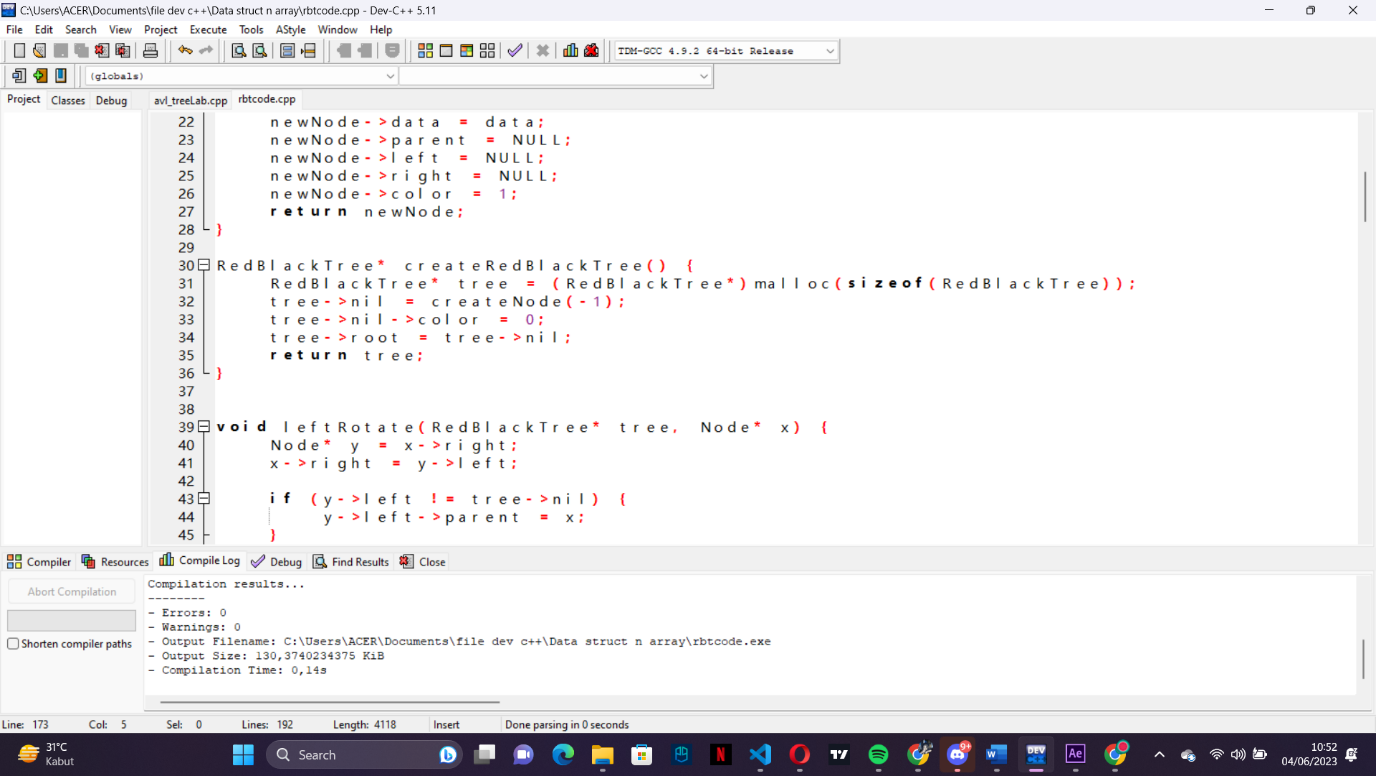 C:\Users\ACER\Documents\file dev c++\Data struct n array\rbtcode.cpp - Dev-C++ 5.11
File Edit Search View Project Execute Tools AStyle Window Help
TDM-GCC 4.9.2 64-bit Release
(globals)
Project Classes Debug avl_treeLab.cpp rbtcode.cpp
22 newNode->data = data;
23 newNode->parent = NULL;
24 newNode->left = NULL;
25 newNode->right = NULL;
26 newNode->color = 1;
27 return newNode;
28 }
29
30 RedBlackTree* createRedBlackTree() {
31 RedBlackTree* tree = (RedBlackTree*)malloc(sizeof(RedBlackTree));
32 tree->nil = createNode(-1);
33 tree->nil->color = 0;
34 tree->root = tree->nil;
35 return tree;
36 }
37
38
39 void leftRotate(RedBlackTree* tree, Node* x) {
40 Node* y = x->right;
41 x->right = y->left;
42
43 if (y->left != tree->nil) {
44 y->left->parent = x;
45 }
Compiler Resources Compile Log Debug Find Results Close
Abort Compilation
Shorten compiler paths
Compilation results...
--------
- Errors: 0
- Warnings: 0
- Output Filename: C:\Users\ACER\Documents\file dev c++\Data struct n array\rbtcode.exe
- Output Size: 130,3740234375 KiB
- Compilation Time: 0,14s
Line: 173 Col: 5 Sel: 0 Lines: 192 Length: 4118 Insert Done parsing in 0 seconds
31°C
Kabut
Search
9+
DEV
Ae
10:52
04/06/2023